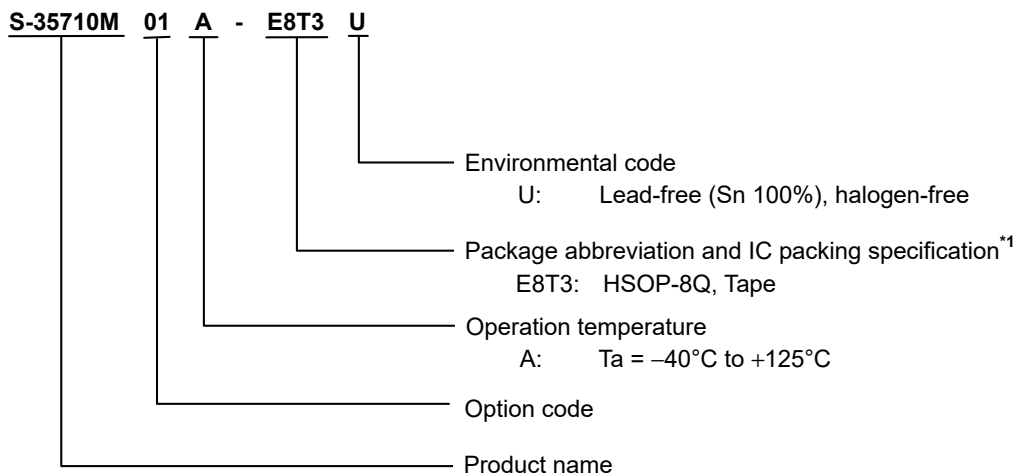 S-35710M 01 A - E8T3 U
Environmental code
U: Lead-free (Sn 100%), halogen-free
Package abbreviation and IC packing specification*1
E8T3: HSOP-8Q, Tape
Operation temperature
A: Ta = −40°C to +125°C
Option code
Product name